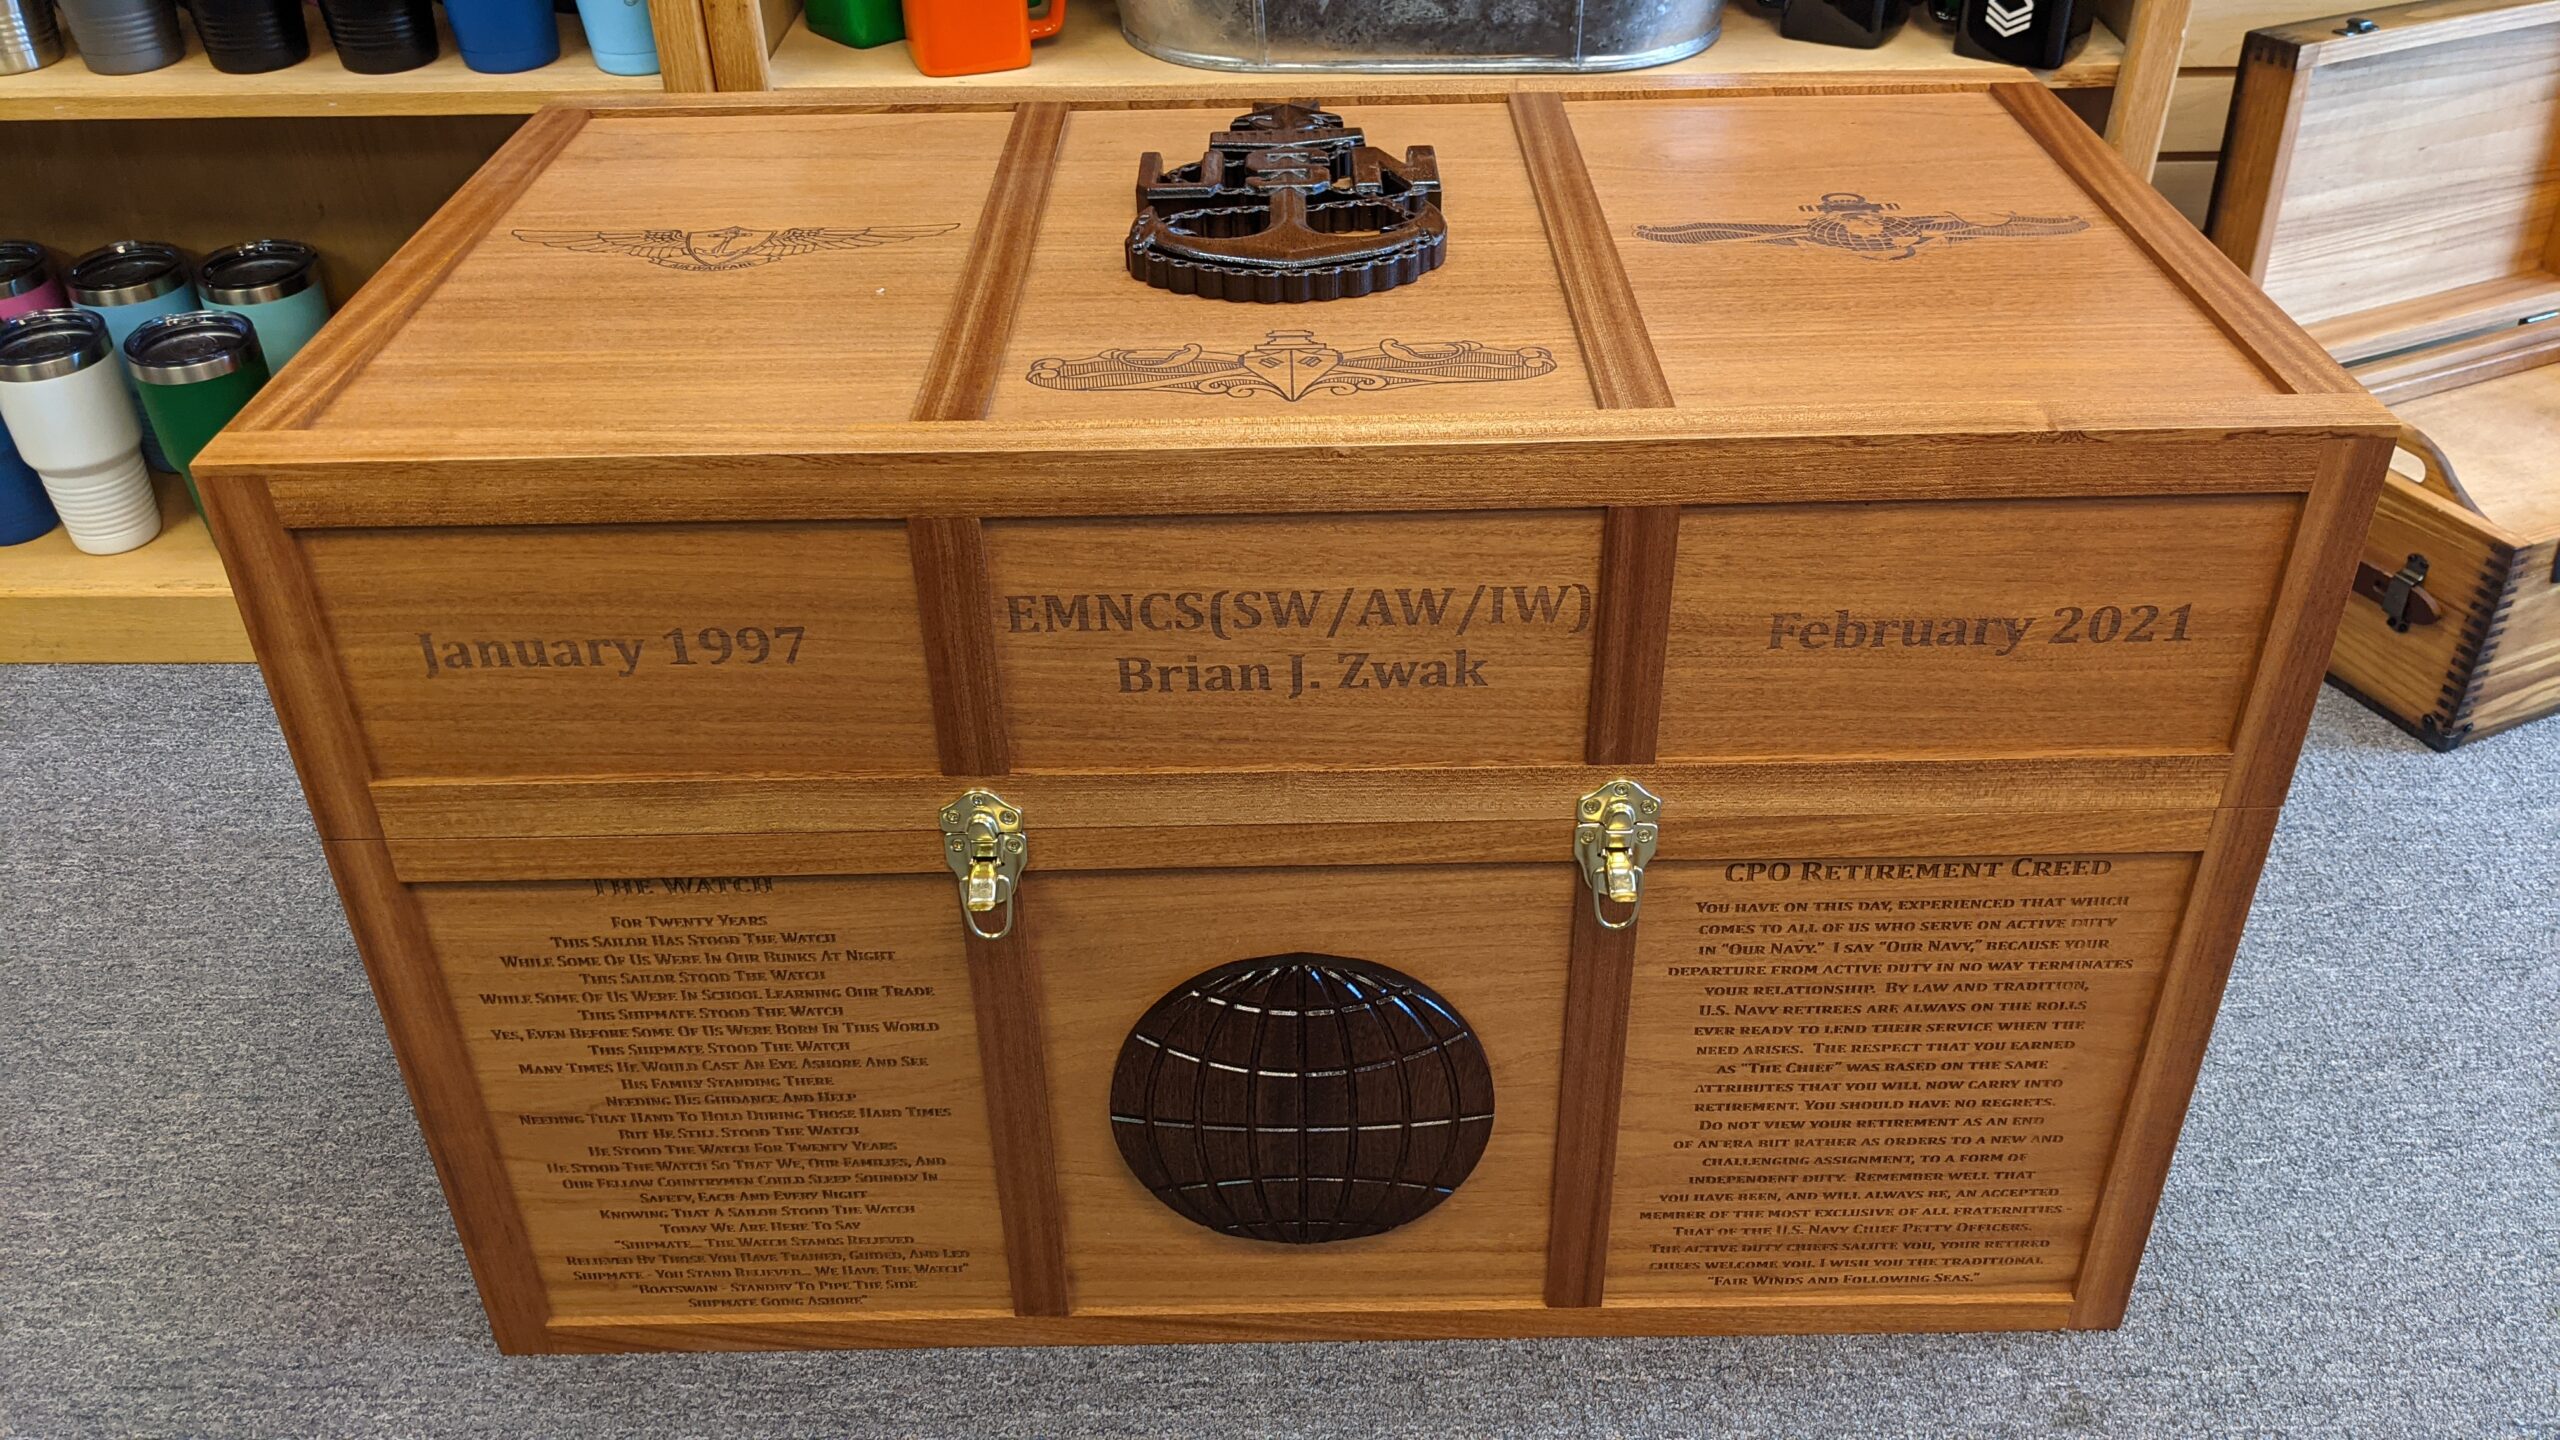 AIR WARFARE
USN
January 1997
EMNCS(SW/AW/IW)
Brian J. Zwak
February 2021
THE WATCH
FOR TWENTY YEARS
THIS SAILOR HAS STOOD THE WATCH
WHILE SOME OF US WERE IN OUR BUNKS AT NIGHT
THIS SAILOR STOOD THE WATCH
WHILE SOME OF US WERE IN SCHOOL LEARNING OUR TRADE
THIS SHIPMATE STOOD THE WATCH
YES, EVEN BEFORE SOME OF US WERE BORN IN THIS WORLD
THIS SHIPMATE STOOD THE WATCH
MANY TIMES HE WOULD CAST AN EYE ASHORE AND SEE
HIS FAMILY STANDING THERE
NEEDING HIS GUIDANCE AND HELP
NEEDING THAT HAND TO HOLD DURING THOSE HARD TIMES
BUT HE STILL STOOD THE WATCH
HE STOOD THE WATCH FOR TWENTY YEARS
HE STOOD THE WATCH SO THAT WE, OUR FAMILIES, AND
OUR FELLOW COUNTRYMEN COULD SLEEP SOUNDLY IN
SAFETY, EACH AND EVERY NIGHT
KNOWING THAT A SAILOR STOOD THE WATCH
TODAY WE ARE HERE TO SAY
"SHIPMATE... THE WATCH STANDS RELIEVED
RELIEVED BY THOSE YOU HAVE TRAINED, GUIDED, AND LED
SHIPMATE - YOU STAND RELIEVED... WE HAVE THE WATCH"
"BOATSWAIN - STANDBY TO PIPE THE SIDE
SHIPMATE GOING ASHORE"
CPO RETIREMENT CREED
YOU HAVE ON THIS DAY, EXPERIENCED THAT WHICH
COMES TO ALL OF US WHO SERVE ON ACTIVE DUTY
IN "OUR NAVY." I SAY "OUR NAVY," BECAUSE YOUR
DEPARTURE FROM ACTIVE DUTY IN NO WAY TERMINATES
YOUR RELATIONSHIP. BY LAW AND TRADITION,
U.S. NAVY RETIREES ARE ALWAYS ON THE ROLLS
EVER READY TO LEND THEIR SERVICE WHEN THE
NEED ARISES. THE RESPECT THAT YOU EARNED
AS "THE CHIEF" WAS BASED ON THE SAME
ATTRIBUTES THAT YOU WILL NOW CARRY INTO
RETIREMENT. YOU SHOULD HAVE NO REGRETS.
DO NOT VIEW YOUR RETIREMENT AS AN END
OF AN ERA BUT RATHER AS ORDERS TO A NEW AND
CHALLENGING ASSIGNMENT, TO A FORM OF
INDEPENDENT DUTY. REMEMBER WELL THAT
YOU HAVE BEEN, AND WILL ALWAYS BE, AN ACCEPTED
MEMBER OF THE MOST EXCLUSIVE OF ALL FRATERNITIES -
THAT OF THE U.S. NAVY CHIEF PETTY OFFICERS.
THE ACTIVE DUTY CHIEFS SALUTE YOU, YOUR RETIRED
CHIEFS WELCOME YOU. I WISH YOU THE TRADITIONAL
"FAIR WINDS AND FOLLOWING SEAS."